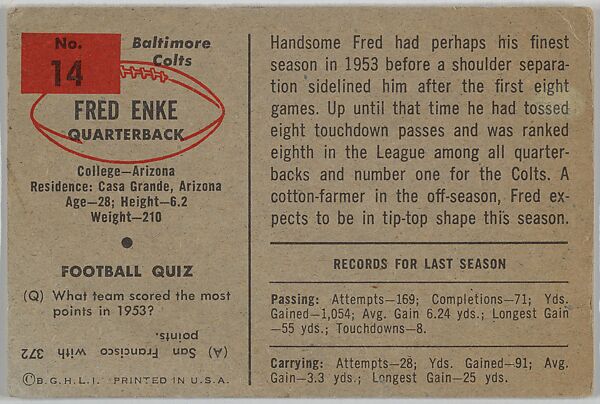 No.
14
Baltimore
Colts
FRED ENKE
QUARTERBACK
College—Arizona
Residence: Casa Grande, Arizona
Age—28; Height—6.2
Weight—210
FOOTBALL QUIZ
(Q) What team scored the most
points in 1953?
(A) San Francisco with 372
points.
©B.G.H.L.I. PRINTED IN U.S.A.
Handsome Fred had perhaps his finest
season in 1953 before a shoulder separa-
tion sidelined him after the first eight
games. Up until that time he had tossed
eight touchdown passes and was ranked
eighth in the League among all quarter-
backs and number one for the Colts. A
cotton-farmer in the off-season, Fred ex-
pects to be in tip-top shape this season.
RECORDS FOR LAST SEASON
Passing: Attempts—169; Completions—71; Yds.
Gained—1,054; Avg. Gain 6.24 yds.; Longest Gain
—55 yds.; Touchdowns—8.
Carrying: Attempts—28; Yds. Gained—91; Avg.
Gain—3.3 yds.; Longest Gain—25 yds.